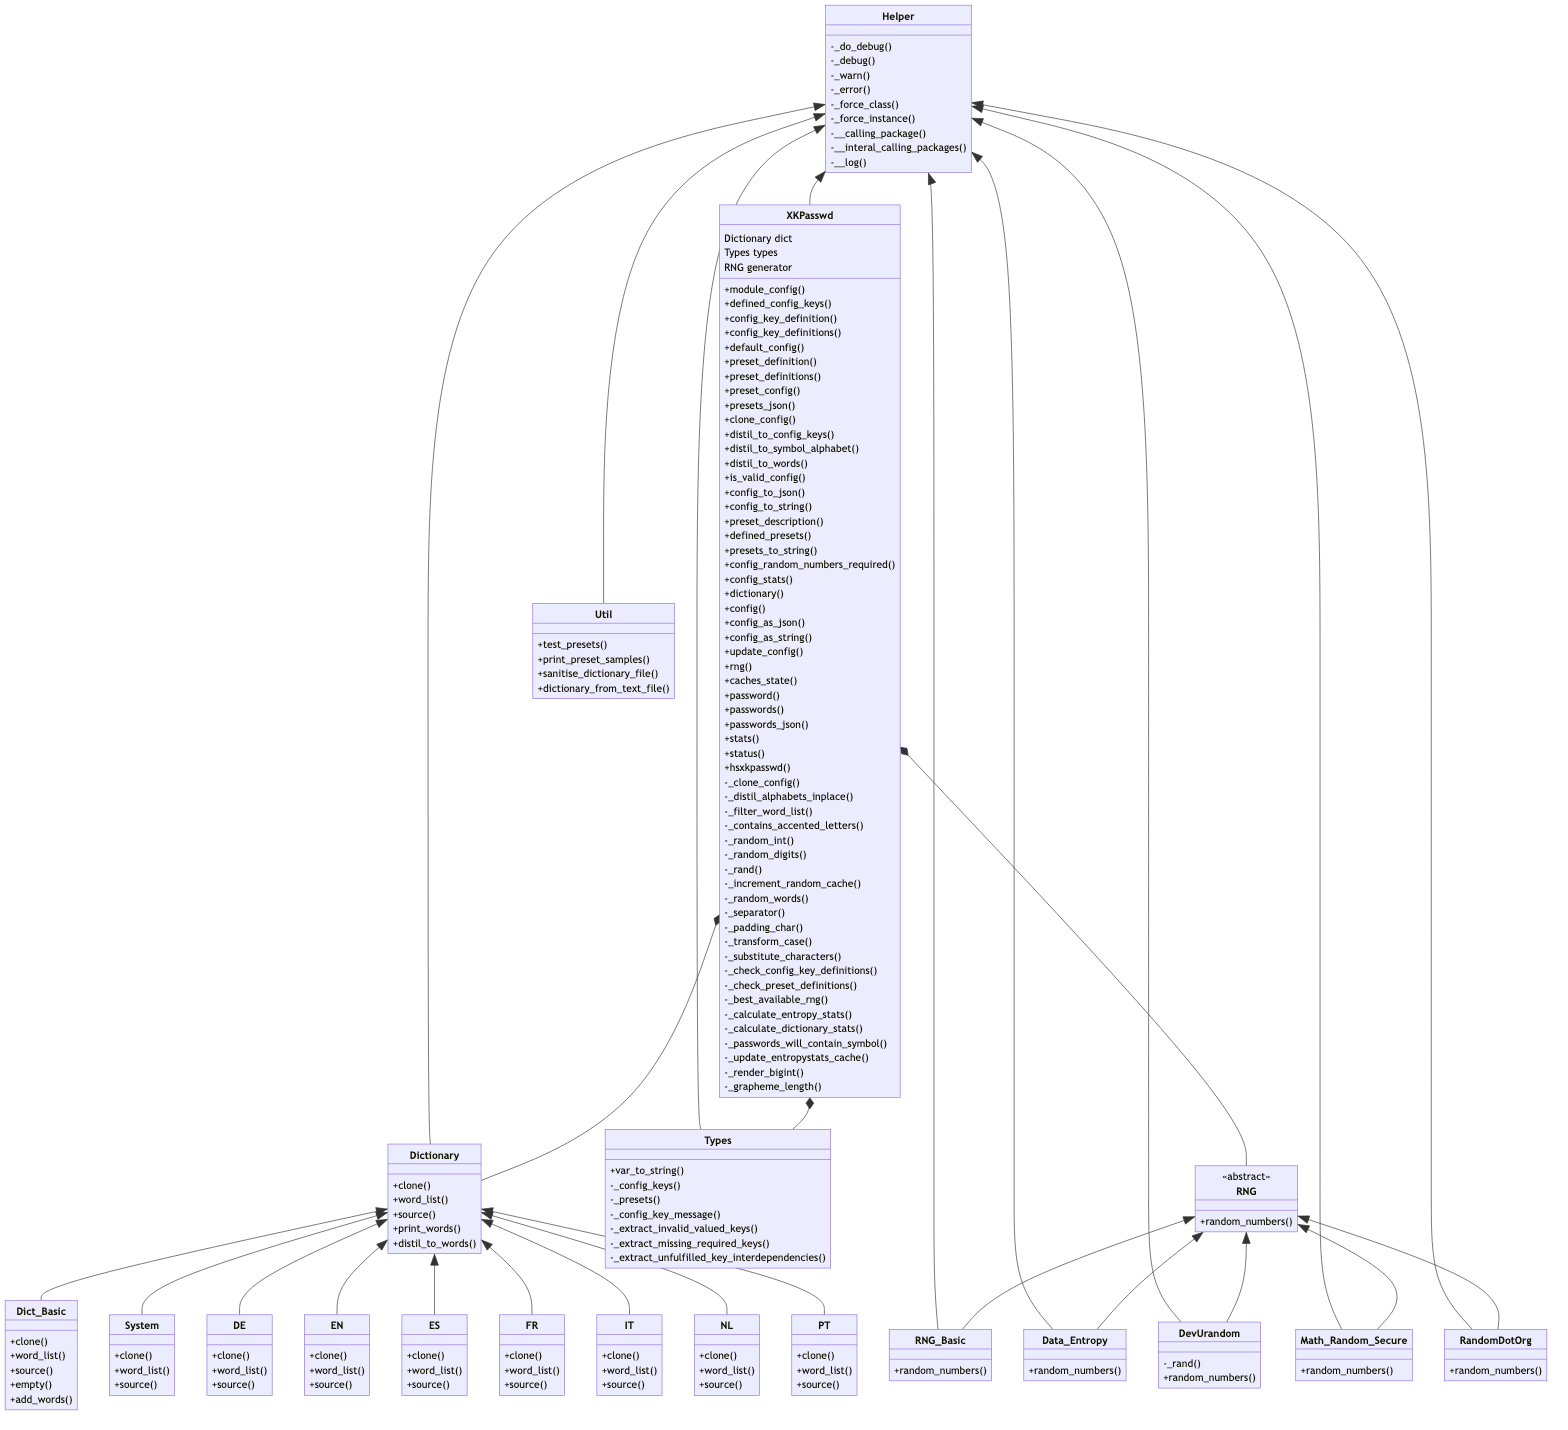 Helper
-_do_debug()
-_debug()
-_warn()
-_error()
-_force_class()
-_force_instance()
-__calling_package()
-__interal_calling_packages()
-__log()
XKPasswd
Dictionary dict
Types types
RNG generator
+module_config()
+defined_config_keys()
+config_key_definition()
+config_key_definitions()
+default_config()
+preset_definition()
+preset_definitions()
+preset_config()
+presets_json()
+clone_config()
+distil_to_config_keys()
+distil_to_symbol_alphabet()
+distil_to_words()
+is_valid_config()
+config_to_json()
+config_to_string()
+preset_description()
+defined_presets()
+presets_to_string()
+config_random_numbers_required()
+config_stats()
+dictionary()
+config()
+config_as_json()
+config_as_string()
+update_config()
+rng()
+caches_state()
+password()
+passwords()
+passwords_json()
+stats()
+status()
+hsxkpasswd()
-_clone_config()
-_distil_alphabets_inplace()
-_filter_word_list()
-_contains_accented_letters()
-_random_int()
-_random_digits()
-_rand()
-_increment_random_cache()
-_random_words()
-_separator()
-_padding_char()
-_transform_case()
-_substitute_characters()
-_check_config_key_definitions()
-_check_preset_definitions()
-_best_available_rng()
-_calculate_entropy_stats()
-_calculate_dictionary_stats()
-_passwords_will_contain_symbol()
-_update_entropystats_cache()
-_render_bigint()
-_grapheme_length()
Util
+test_presets()
+print_preset_samples()
+sanitise_dictionary_file()
+dictionary_from_text_file()
Dictionary
+clone()
+word_list()
+source()
+print_words()
+distil_to_words()
Types
+var_to_string()
-_config_keys()
-_presets()
-_config_key_message()
-_extract_invalid_valued_keys()
-_extract_missing_required_keys()
-_extract_unfulfilled_key_interdependencies()
«abstract»
RNG
+random_numbers()
Dict_Basic
+clone()
+word_list()
+source()
+empty()
+add_words()
System
+clone()
+word_list()
+source()
DE
+clone()
+word_list()
+source()
EN
+clone()
+word_list()
+source()
ES
+clone()
+word_list()
+source()
FR
+clone()
+word_list()
+source()
IT
+clone()
+word_list()
+source()
NL
+clone()
+word_list()
+source()
PT
+clone()
+word_list()
+source()
RNG_Basic
+random_numbers()
Data_Entropy
+random_numbers()
DevUrandom
-_rand()
+random_numbers()
Math_Random_Secure
+random_numbers()
RandomDotOrg
+random_numbers()